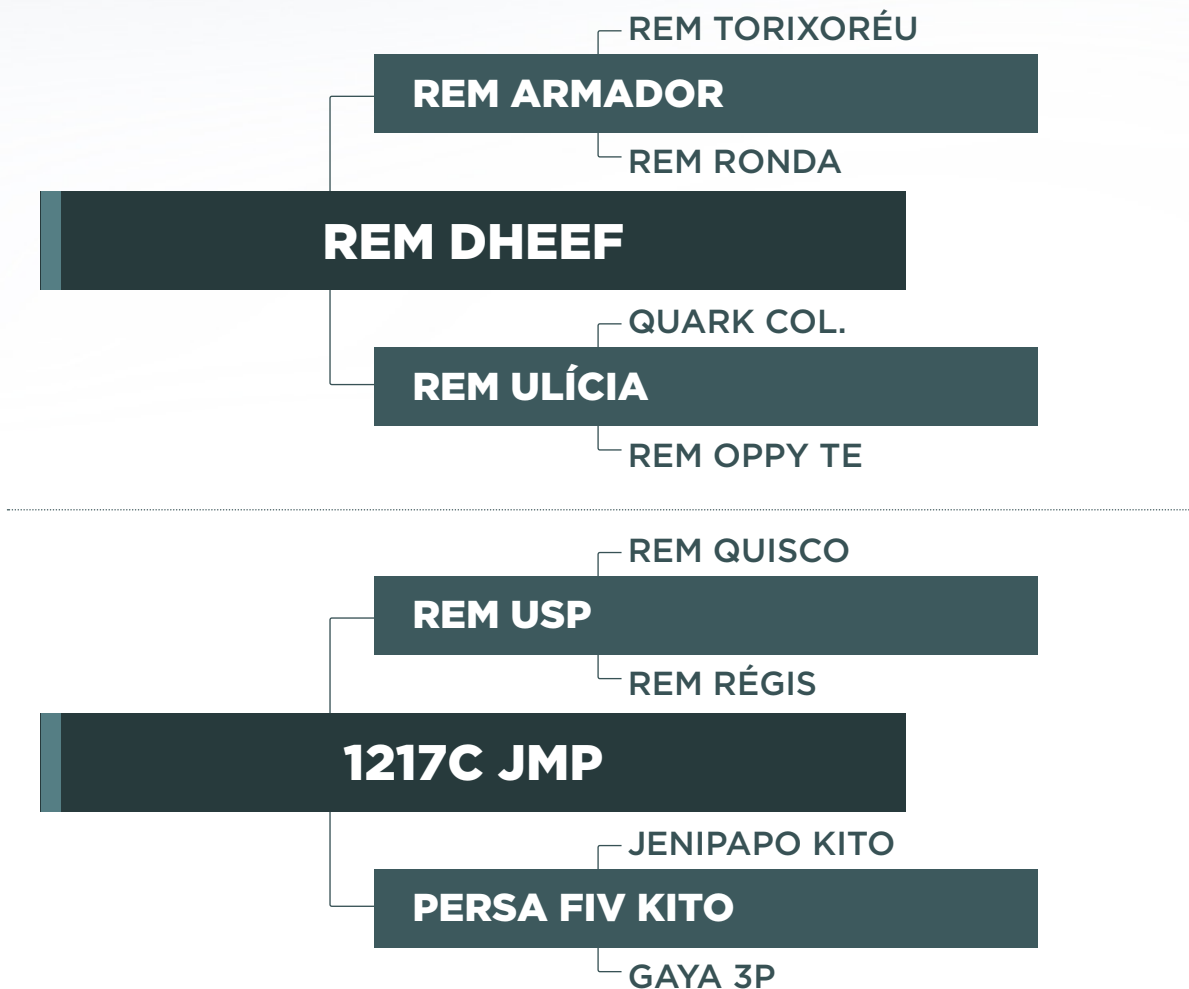 REM TORIXORÉU
REM ARMADOR
REM RONDA
REM DHEEF
QUARK COL.
REM ULÍCIA
REM OPPY TE
REM QUISCO
REM USP
REM RÉGIS
1217C JMP
JENIPAPO KITO
PERSA FIV KITO
GAYA 3P